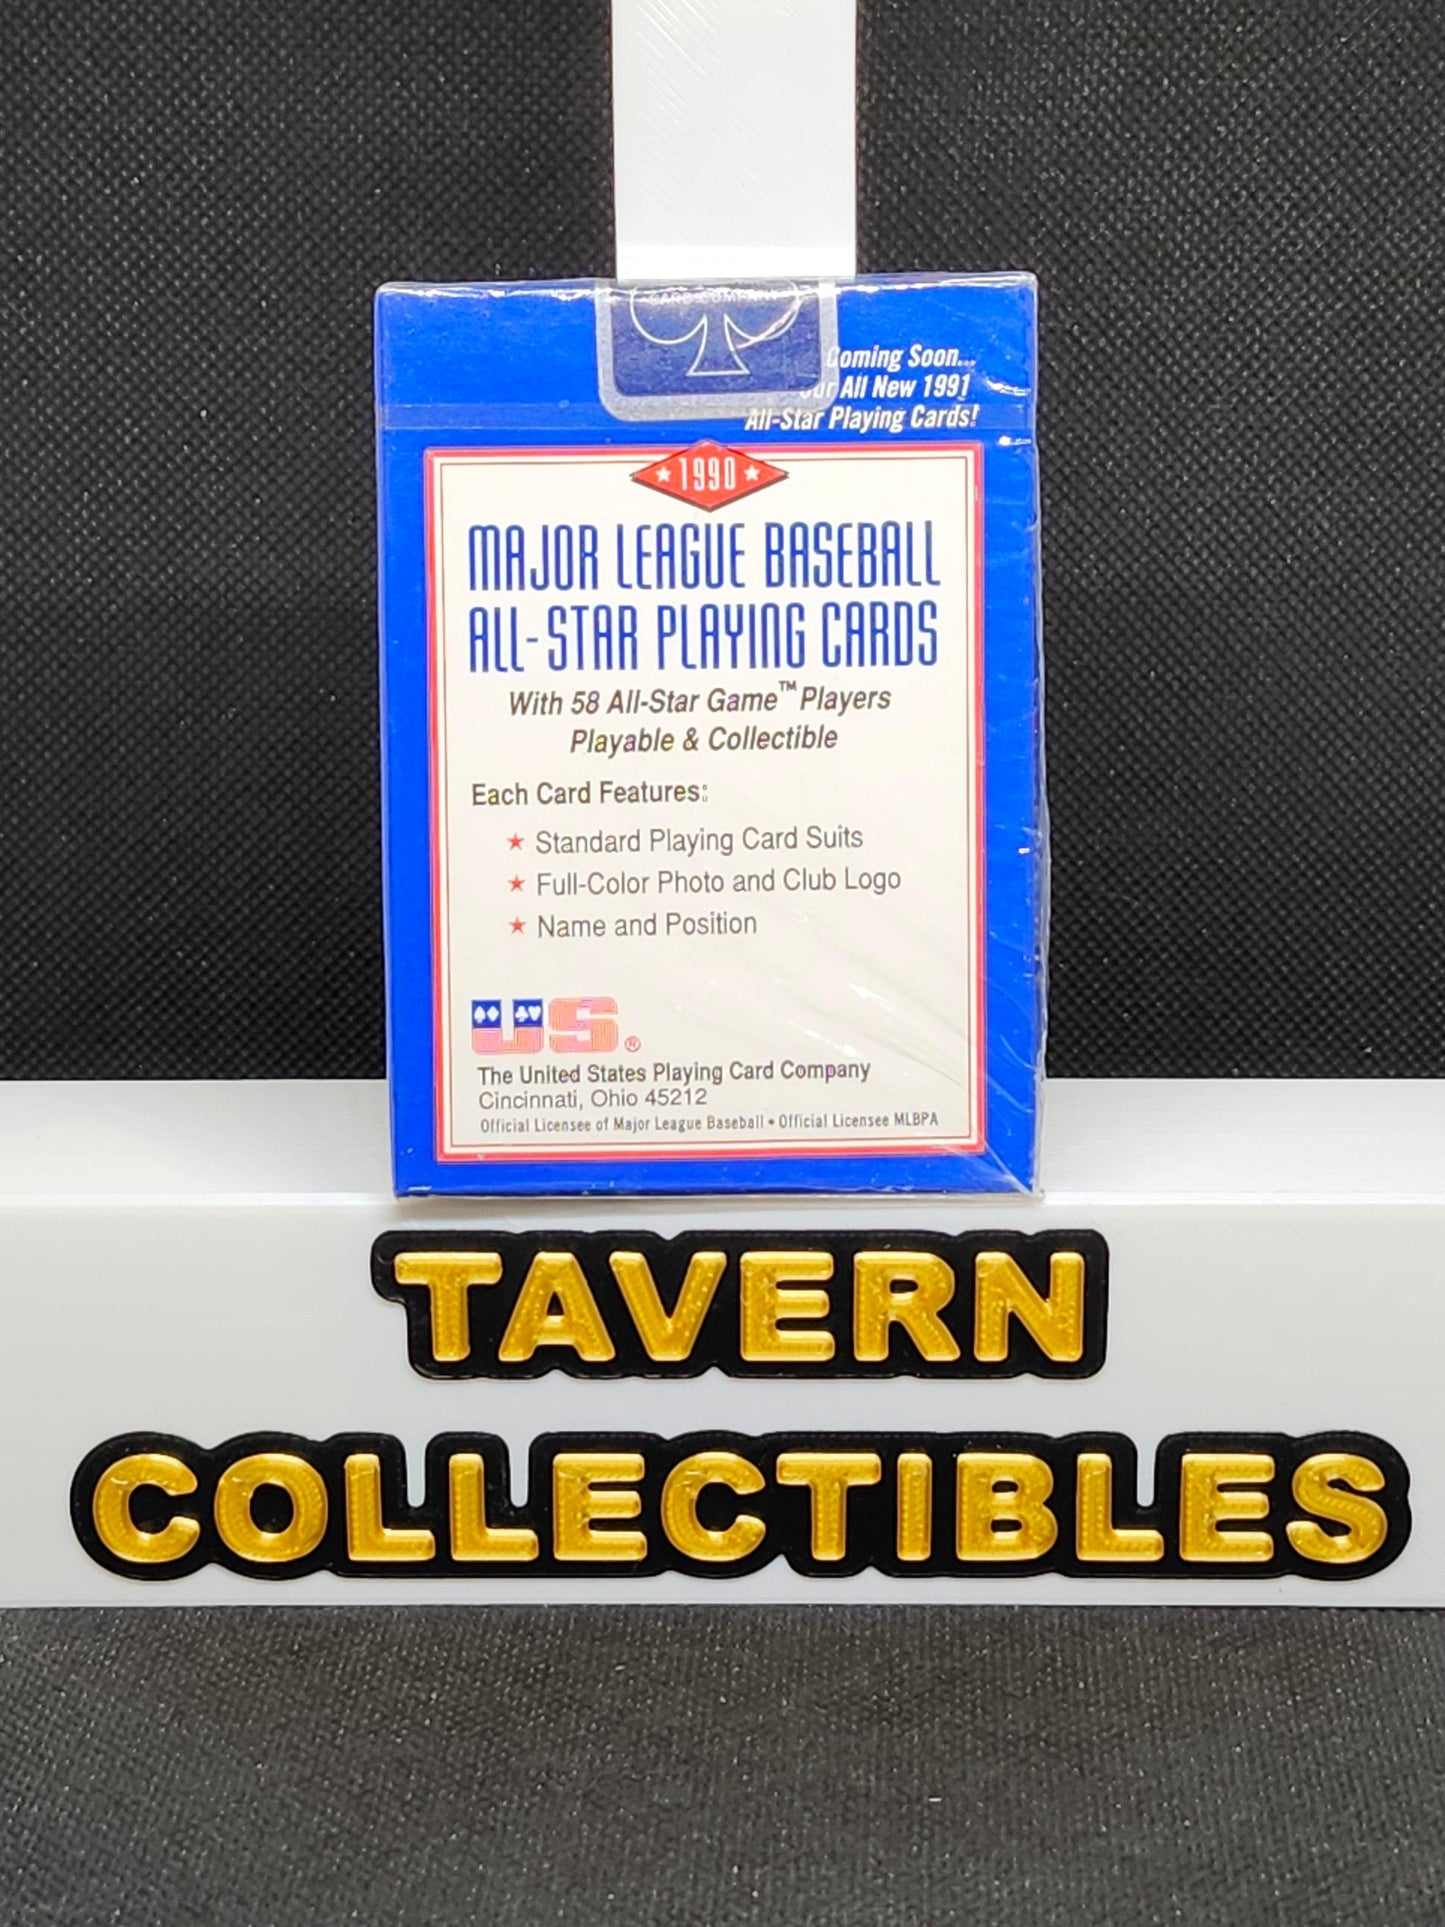 CARD COMPANY
Coming Soon...
Our All New 1991
All-Star Playing Cards!
1990
MAJOR LEAGUE BASEBALL
ALL-STAR PLAYING CARDS
With 58 All-Star Game™ Players
Playable & Collectible
Each Card Features:
Standard Playing Card Suits
Full-Color Photo and Club Logo
Name and Position
US®
The United States Playing Card Company
Cincinnati, Ohio 45212
Official Licensee of Major League Baseball • Official Licensee MLBPA
TAVERN
COLLECTIBLES